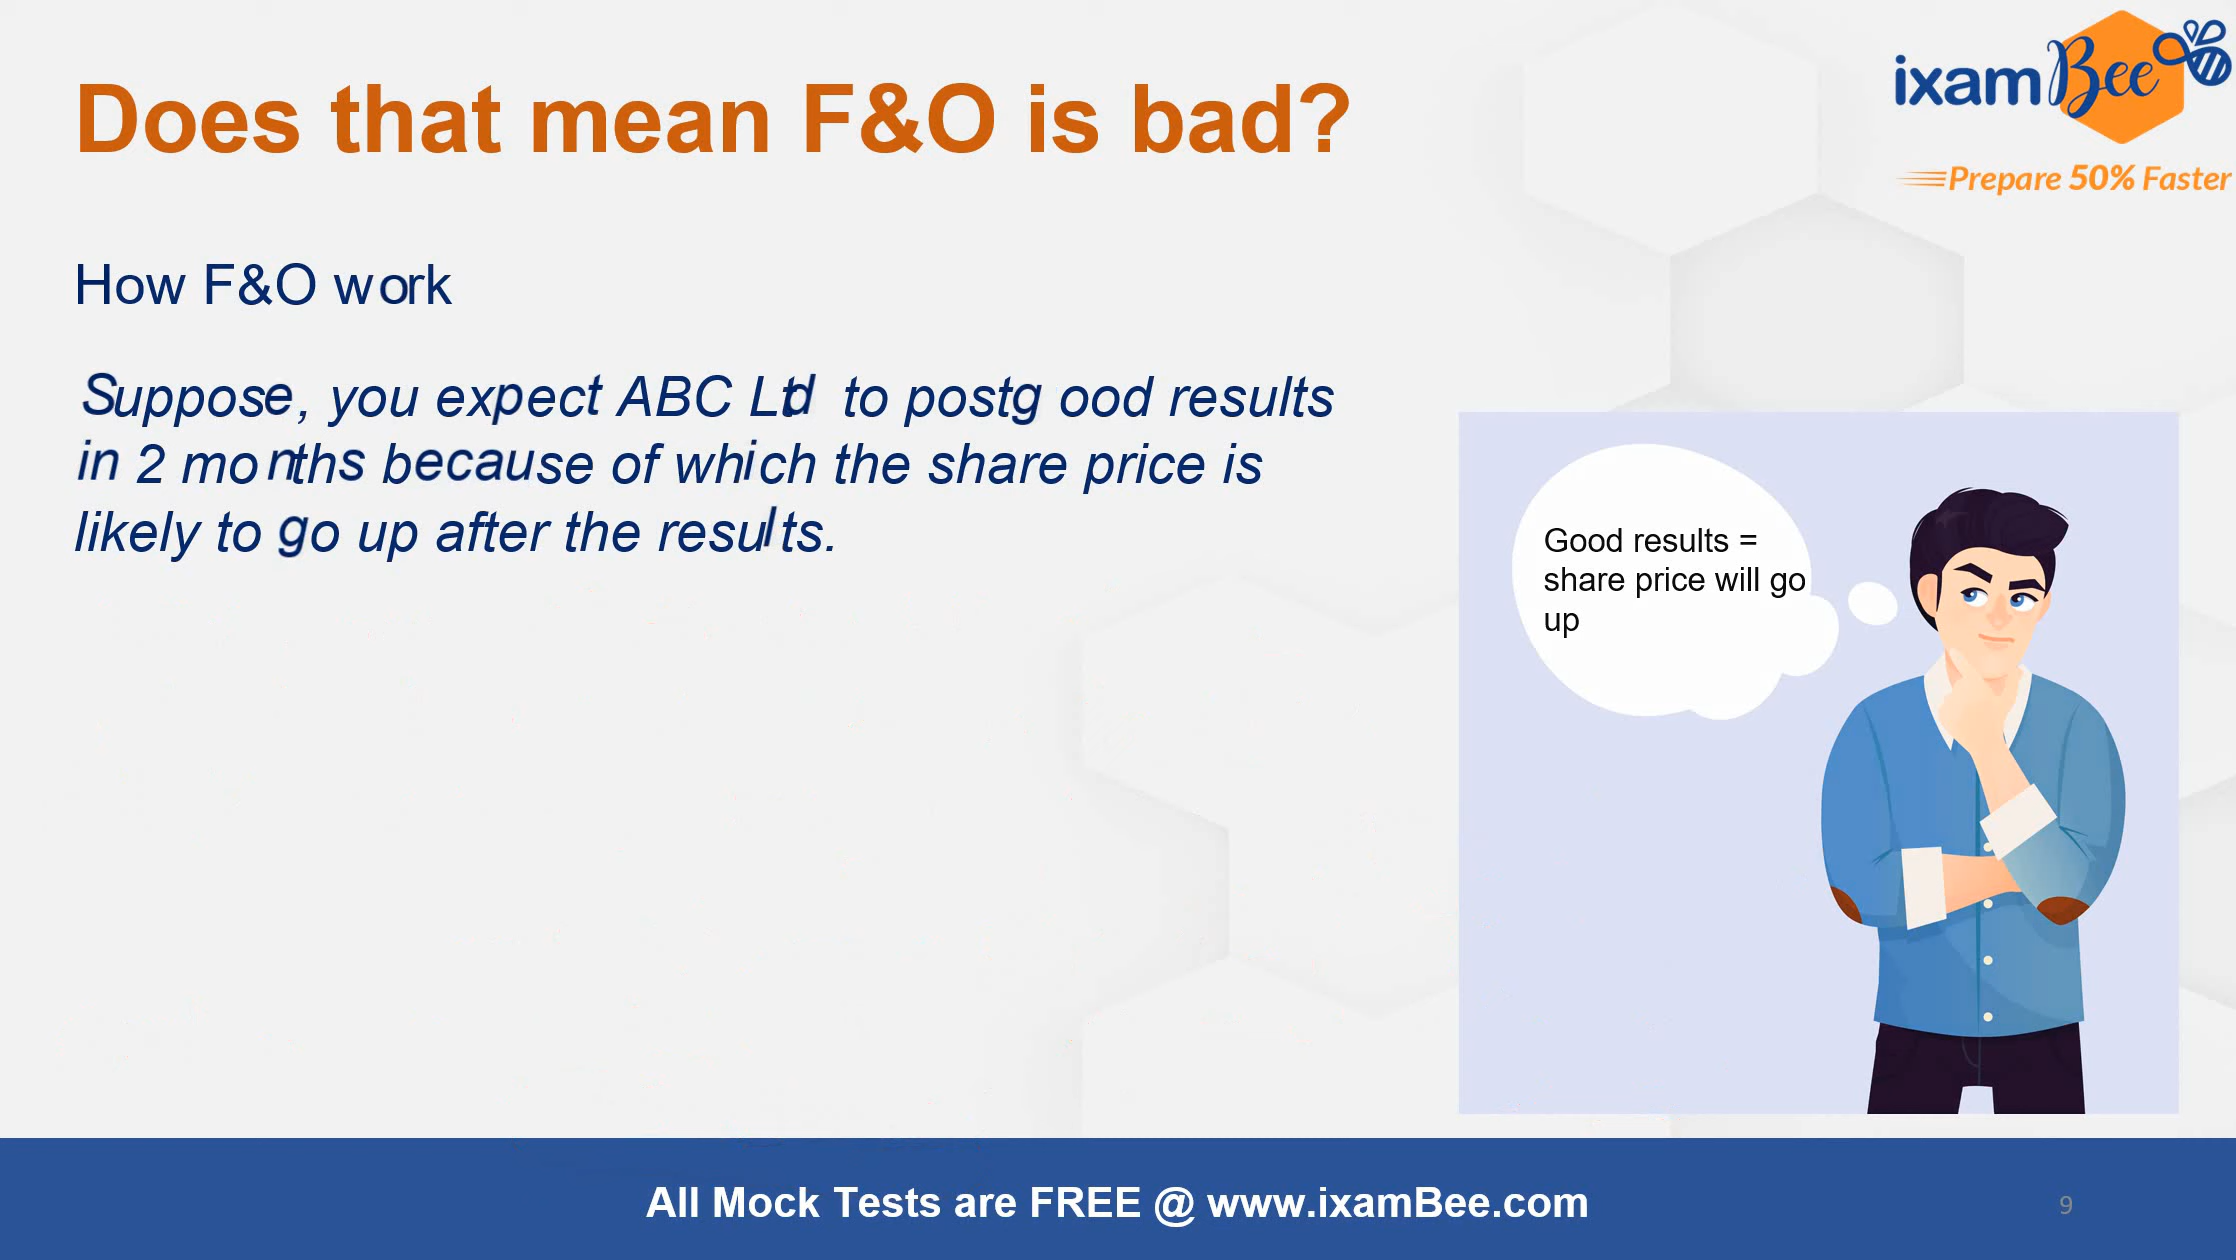 Does that mean F&O is bad?
ixamBee
Prepare 50% Faster
How F&O work
Suppose, you expect ABC Ltd to post good results
in 2 months because of which the share price is
likely to go up after the results.
Good results =
share price will go
up
All Mock Tests are FREE @ www.ixamBee.com
9